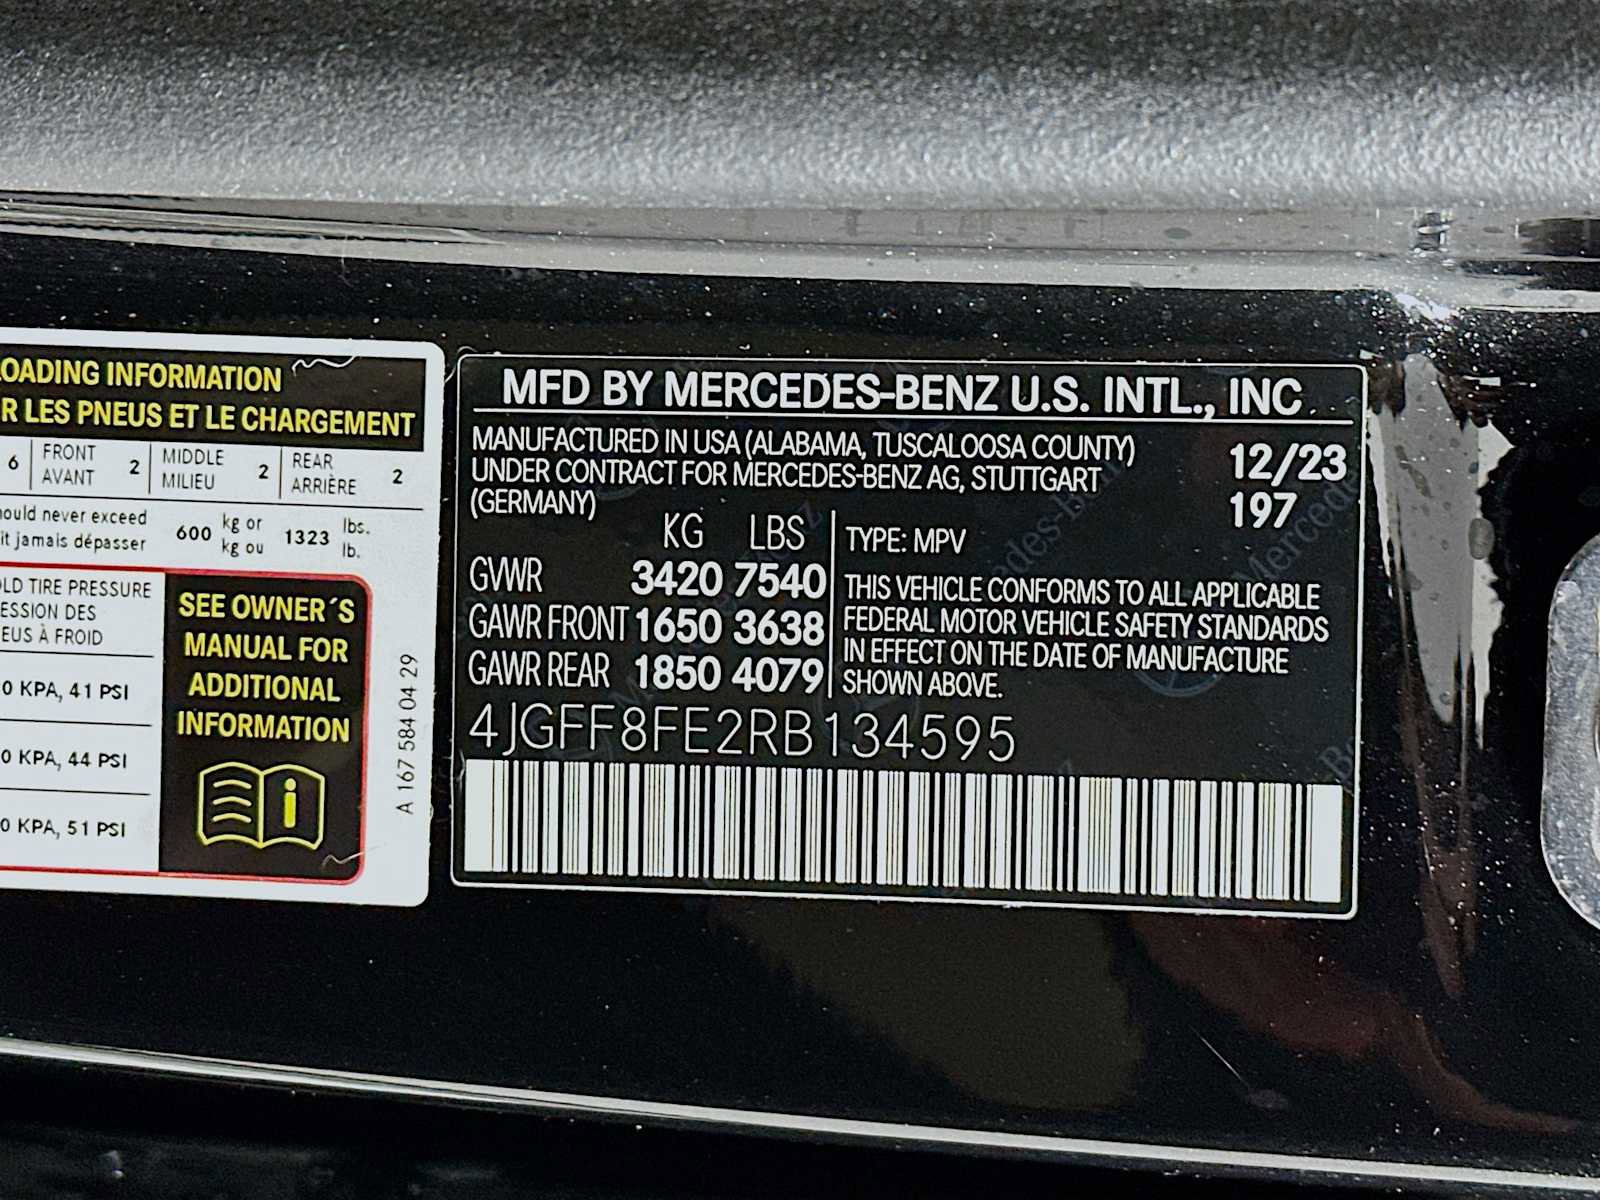 LOADING INFORMATION
R LES PNEUS ET LE CHARGEMENT
6 FRONT AVANT 2 MIDDLE MILIEU 2 REAR ARRIÈRE 2
ould never exceed 600 kg or 1323 lbs.
it jamais dépasser kg ou lb.
OLD TIRE PRESSURE
ESSION DES
EUS À FROID
0 KPA, 41 PSI
0 KPA, 44 PSI
0 KPA, 51 PSI
SEE OWNER´S
MANUAL FOR
ADDITIONAL
INFORMATION
A 167 584 04 29
MFD BY MERCEDES-BENZ U.S. INTL., INC.
MANUFACTURED IN USA (ALABAMA, TUSCALOOSA COUNTY)
UNDER CONTRACT FOR MERCEDES-BENZ AG, STUTTGART
(GERMANY)
12/23
197
KG LBS
GVWR 3420 7540
GAWR FRONT 1650 3638
GAWR REAR 1850 4079
TYPE: MPV
THIS VEHICLE CONFORMS TO ALL APPLICABLE
FEDERAL MOTOR VEHICLE SAFETY STANDARDS
IN EFFECT ON THE DATE OF MANUFACTURE
SHOWN ABOVE.
4JGFF8FE2RB134595